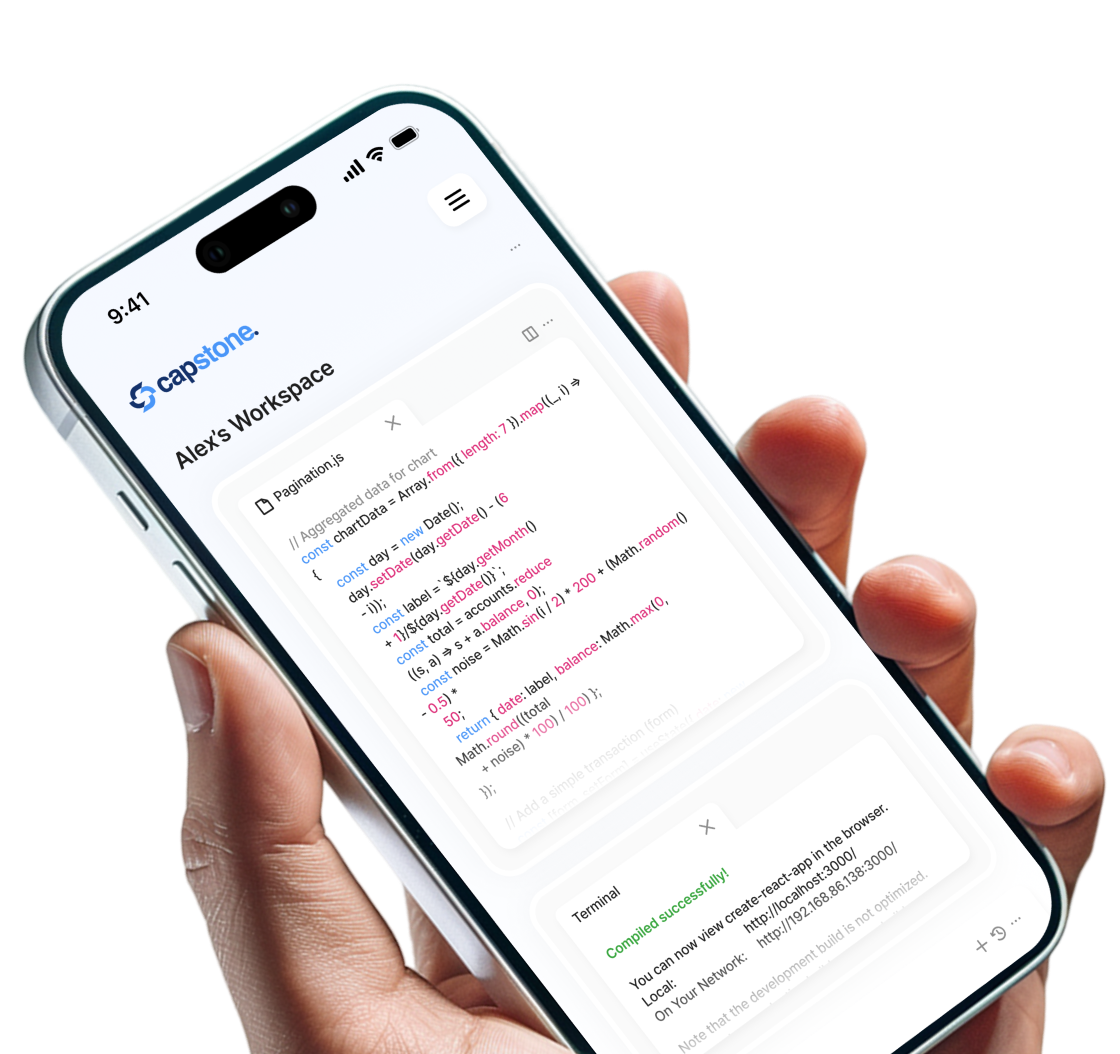 9:41
capstone.
Alex's Workspace
Pagination.js
// Aggregated data for chart
const chartData = Array.from({ length: 7 }).map((_, i) =>
{
const day = new Date();
day.setDate(day.getDate() - (6
- i));
const label = `${day.getMonth()
+ 1}/${day.getDate()}`;
const total = accounts.reduce
((s, a) => s + a.balance, 0);
const noise = Math.sin(i / 2) * 200 + (Math.random()
- 0.5) *
50;
return { date: label, balance: Math.max(0,
Math.round((total
+ noise) * 100) / 100) };
});
// Add a simple transaction (form)
Terminal
Compiled successfully!
You can now view create-react-app in the browser.
Local: http://localhost:3000/
On Your Network: http://192.168.86.138:3000/
Note that the development build is not optimized.